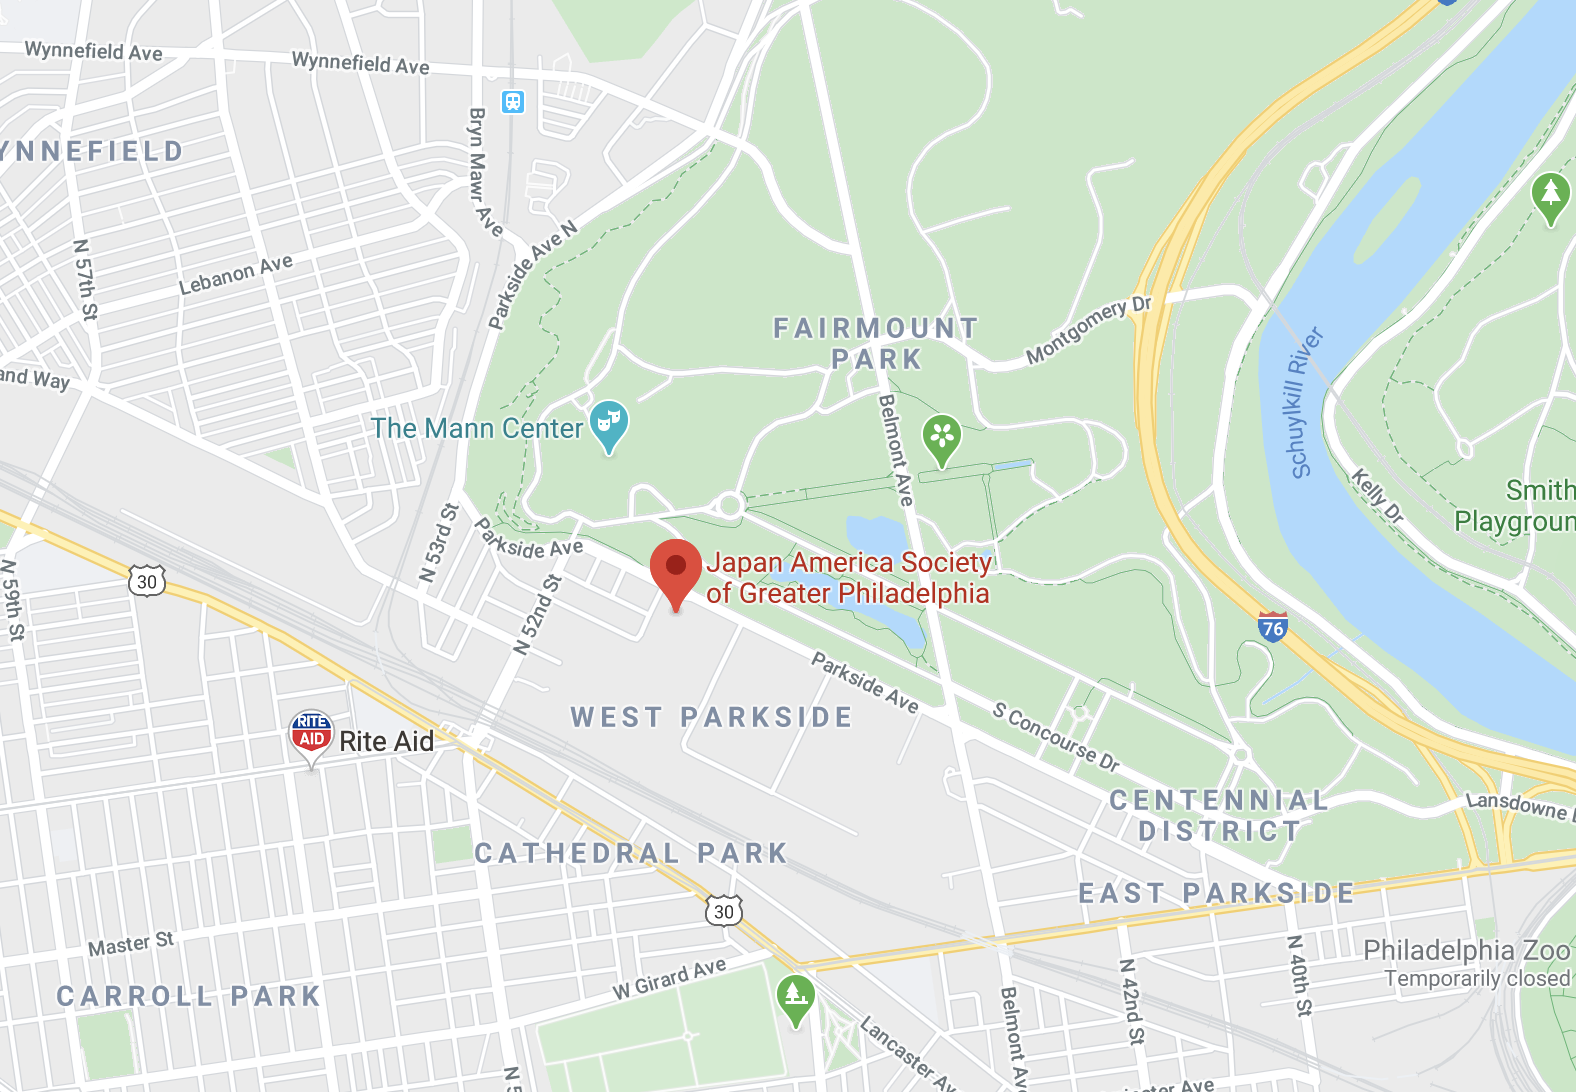 Wynnefield Ave
Wynnefield Ave
Bryn Mawr Ave
YNNEFIELD
N 57th St
Lebanon Ave
Parkside Ave N
and Way
FAIRMOUNT
PARK
Montgomery Dr
Schuylkill River
The Mann Center
Belmont Ave
Kelly Dr
Smith
Playgroun
N 53rd St
Parkside Ave
30
N 59th St
N 52nd St
Japan America Society
of Greater Philadelphia
76
Parkside Ave
WEST PARKSIDE
S Concourse Dr
RITE
AID
Rite Aid
CENTENNIAL
DISTRICT
Lansdowne
CATHEDRAL PARK
EAST PARKSIDE
30
Master St
W Girard Ave
CARROLL PARK
N 42nd St
N 40th St
Philadelphia Zoo
Temporarily closed
Belmont Ave
Lancaster Av
N 5